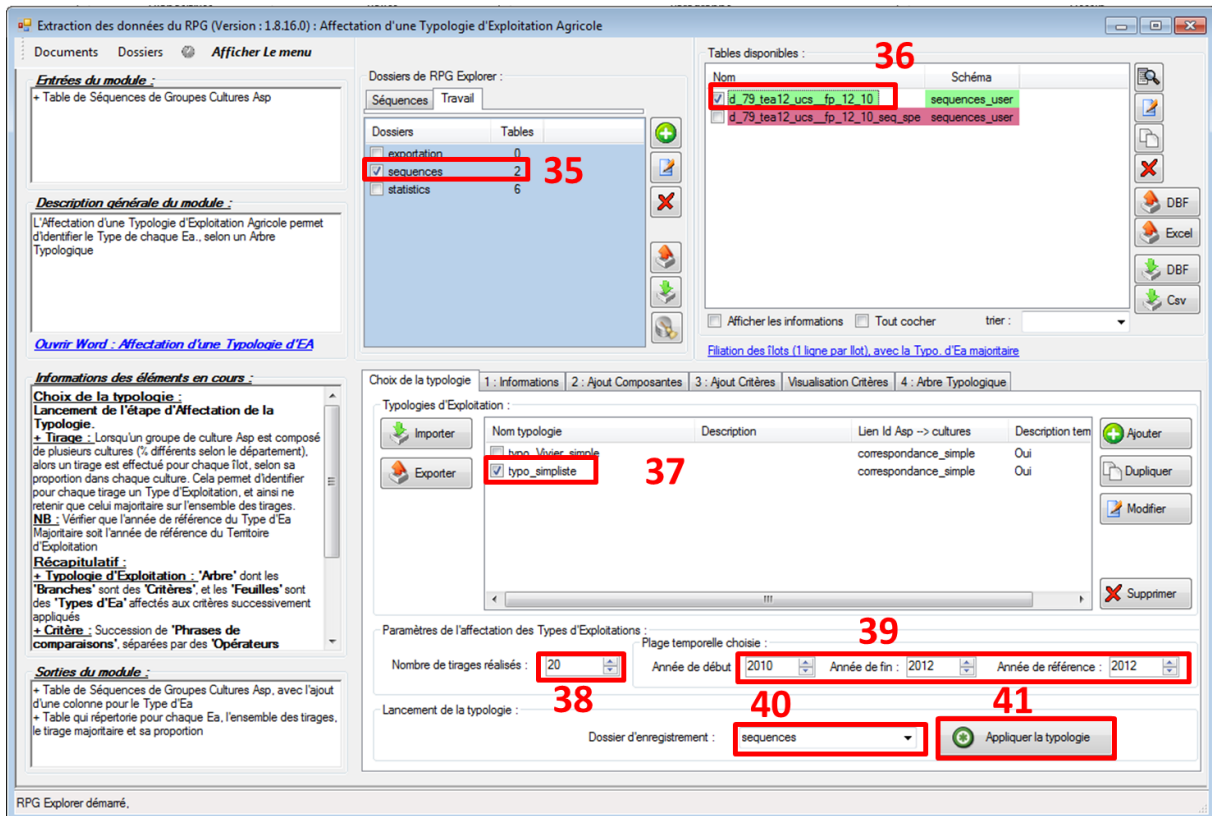 Extraction des données du RPG (Version : 1.8.16.0) : Affectation d'une Typologie d'Exploitation Agricole
Documents Dossiers Afficher Le menu
Entrées du module :
+ Table de Séquences de Groupes Cultures Asp
Description générale du module :
L'Affectation d'une Typologie d'Exploitation Agricole permet
d'identifier le Type de chaque Ea., selon un Arbre
Typologique
Ouvrir Word : Affectation d'une Typologie d'EA
Dossiers de RPG Explorer :
Séquences Travail
Dossiers Tables
exportation 0
sequences 2
35
statistics 6
Tables disponibles :
36
Nom Schéma
d_79_tea12_ucs__fp_12_10 sequences_user
d_79_tea12_ucs__fp_12_10_seq_spe sequences_user
DBF
Excel
DBF
Csv
Afficher les informations Tout cocher trier :
Filiation des îlots (1 ligne par Ilot), avec la Typo. d'Ea majoritaire
Informations des éléments en cours :
Choix de la typologie :
Lancement de l'étape d'Affectation de la
Typologie.
+ Tirage : Lorsqu'un groupe de culture Asp est composé
de plusieurs cultures (% différents selon le département),
alors un tirage est effectué pour chaque îlot, selon sa
proportion dans chaque culture. Cela permet d'identifier
pour chaque tirage un Type d'Exploitation, et ainsi ne
retenir que celui majoritaire sur l'ensemble des tirages.
NB : Vérifier que l'année de référence du Type d'Ea
Majoritaire soit l'année de référence du Territoire
d'Exploitation
Récapitulatif :
+ Typologie d'Exploitation : 'Arbre' dont les
'Branches' sont des 'Critères', et les 'Feuilles' sont
des 'Types d'Ea' affectés aux critères successivement
appliqués
+ Critère : Succession de 'Phrases de
comparaisons', séparées par des 'Opérateurs
Sorties du module :
+ Table de Séquences de Groupes Cultures Asp, avec l'ajout
d'une colonne pour le Type d'Ea
+ Table qui répertorie pour chaque Ea, l'ensemble des tirages,
le tirage majoritaire et sa proportion
Choix de la typologie 1 : Informations 2 : Ajout Composantes 3 : Ajout Critères Visualisation Critères 4 : Arbre Typologique
Typologies d'Exploitation :
Importer
Exporter
Nom typologie Description Lien Id Asp --> cultures Description tem
typo_Vivier_simple correspondance_simple Oui
typo_simpliste correspondance_simple Oui
37
Ajouter
Dupliquer
Modifier
Supprimer
Paramètres de l'affectation des Types d'Exploitations :
39
Plage temporelle choisie :
Nombre de tirages réalisés : 20 Année de début 2010 Année de fin : 2012 Année de référence : 2012
38
40
41
Lancement de la typologie :
Dossier d'enregistrement : sequences Appliquer la typologie
RPG Explorer démarré,